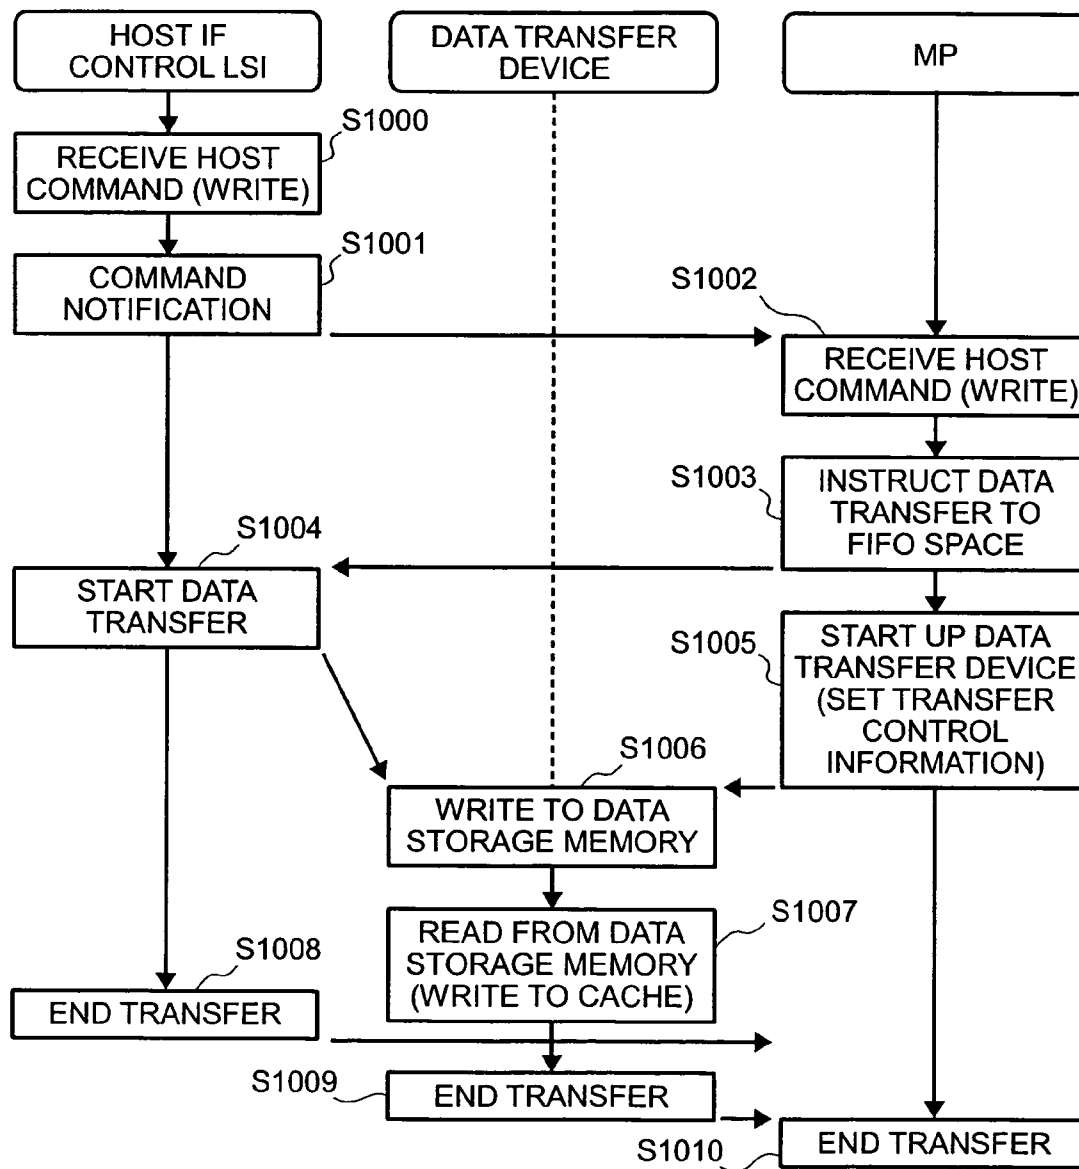 HOST IF
CONTROL LSI
DATA TRANSFER
DEVICE
MP
S1000
RECEIVE HOST
COMMAND (WRITE)
S1001
COMMAND
NOTIFICATION
S1002
RECEIVE HOST
COMMAND (WRITE)
S1003
INSTRUCT DATA
TRANSFER TO
FIFO SPACE
S1004
START DATA
TRANSFER
S1005
START UP DATA
TRANSFER DEVICE
(SET TRANSFER
CONTROL
INFORMATION)
S1006
WRITE TO DATA
STORAGE MEMORY
S1007
READ FROM DATA
STORAGE MEMORY
(WRITE TO CACHE)
S1008
END TRANSFER
S1009
END TRANSFER
S1010
END TRANSFER